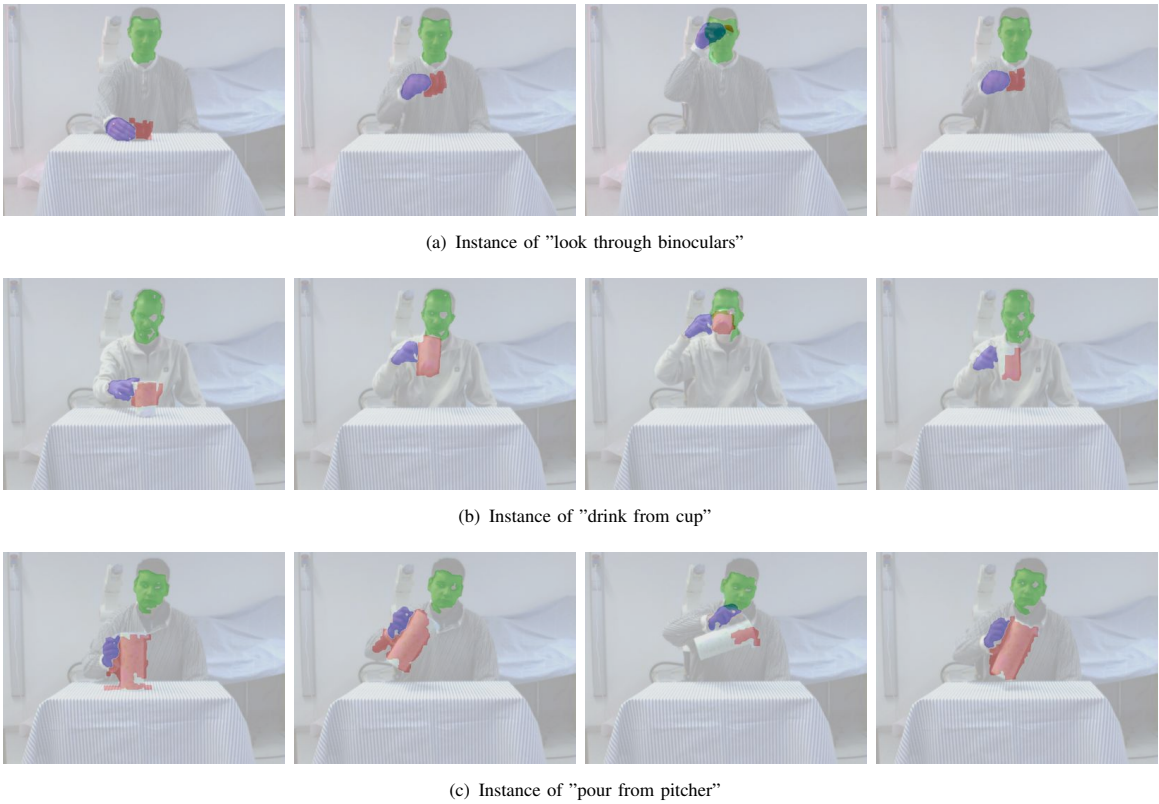 (a) Instance of ”look through binoculars”
(b) Instance of ”drink from cup”
(c) Instance of ”pour from pitcher”